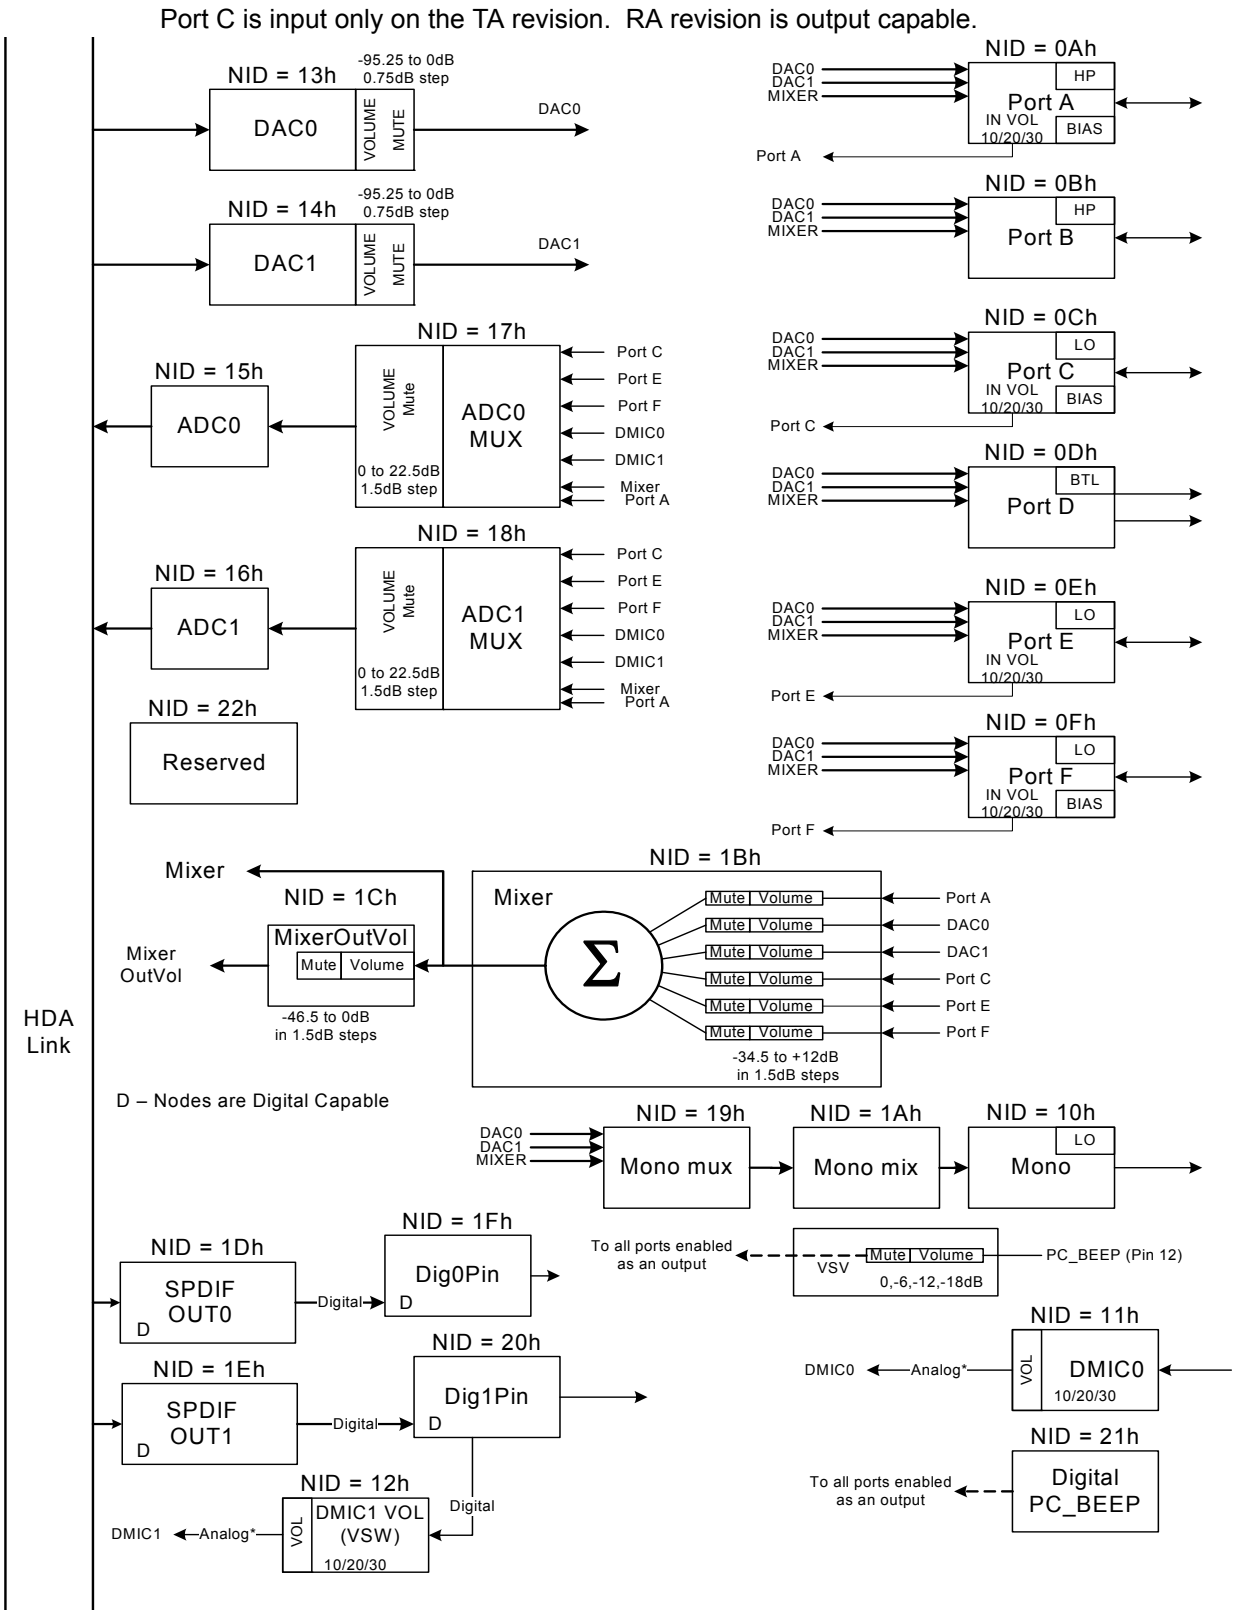 Port C is input only on the TA revision.  RA revision is output capable.
NID = 13h
-95.25 to 0dB
0.75dB step
DAC0
VOLUME
MUTE
DAC0
NID = 14h
-95.25 to 0dB
0.75dB step
DAC1
VOLUME
MUTE
DAC1
NID = 17h
VOLUME
Mute
0 to 22.5dB
1.5dB step
ADC0
MUX
Port C
Port E
Port F
DMIC0
DMIC1
Mixer
Port A
NID = 15h
ADC0
NID = 18h
VOLUME
Mute
0 to 22.5dB
1.5dB step
ADC1
MUX
Port C
Port E
Port F
DMIC0
DMIC1
Mixer
Port A
NID = 16h
ADC1
NID = 22h
Reserved
NID = 0Ah
DAC0
DAC1
MIXER
HP
Port A
IN VOL
10/20/30
BIAS
Port A
NID = 0Bh
DAC0
DAC1
MIXER
HP
Port B
NID = 0Ch
DAC0
DAC1
MIXER
LO
Port C
IN VOL
10/20/30
BIAS
Port C
NID = 0Dh
DAC0
DAC1
MIXER
BTL
Port D
NID = 0Eh
DAC0
DAC1
MIXER
LO
Port E
IN VOL
10/20/30
Port E
NID = 0Fh
DAC0
DAC1
MIXER
LO
Port F
IN VOL
10/20/30
BIAS
Port F
NID = 1Bh
Mixer
Σ
Mute Volume
Port A
Mute Volume
DAC0
Mute Volume
DAC1
Mute Volume
Port C
Mute Volume
Port E
Mute Volume
Port F
-34.5 to +12dB
in 1.5dB steps
Mixer
NID = 1Ch
MixerOutVol
Mute Volume
-46.5 to 0dB
in 1.5dB steps
Mixer
OutVol
HDA
Link
D – Nodes are Digital Capable
NID = 19h
DAC0
DAC1
MIXER
Mono mux
NID = 1Ah
Mono mix
NID = 10h
LO
Mono
To all ports enabled
as an output
VSV
Mute Volume
0,-6,-12,-18dB
PC_BEEP (Pin 12)
NID = 1Dh
SPDIF
OUT0
D
Digital
NID = 1Fh
Dig0Pin
D
NID = 1Eh
SPDIF
OUT1
D
Digital
NID = 20h
Dig1Pin
D
Digital
NID = 12h
VOL
DMIC1 VOL
(VSW)
10/20/30
Analog*
DMIC1
NID = 11h
VOL
DMIC0
10/20/30
Analog*
DMIC0
NID = 21h
Digital
PC_BEEP
To all ports enabled
as an output